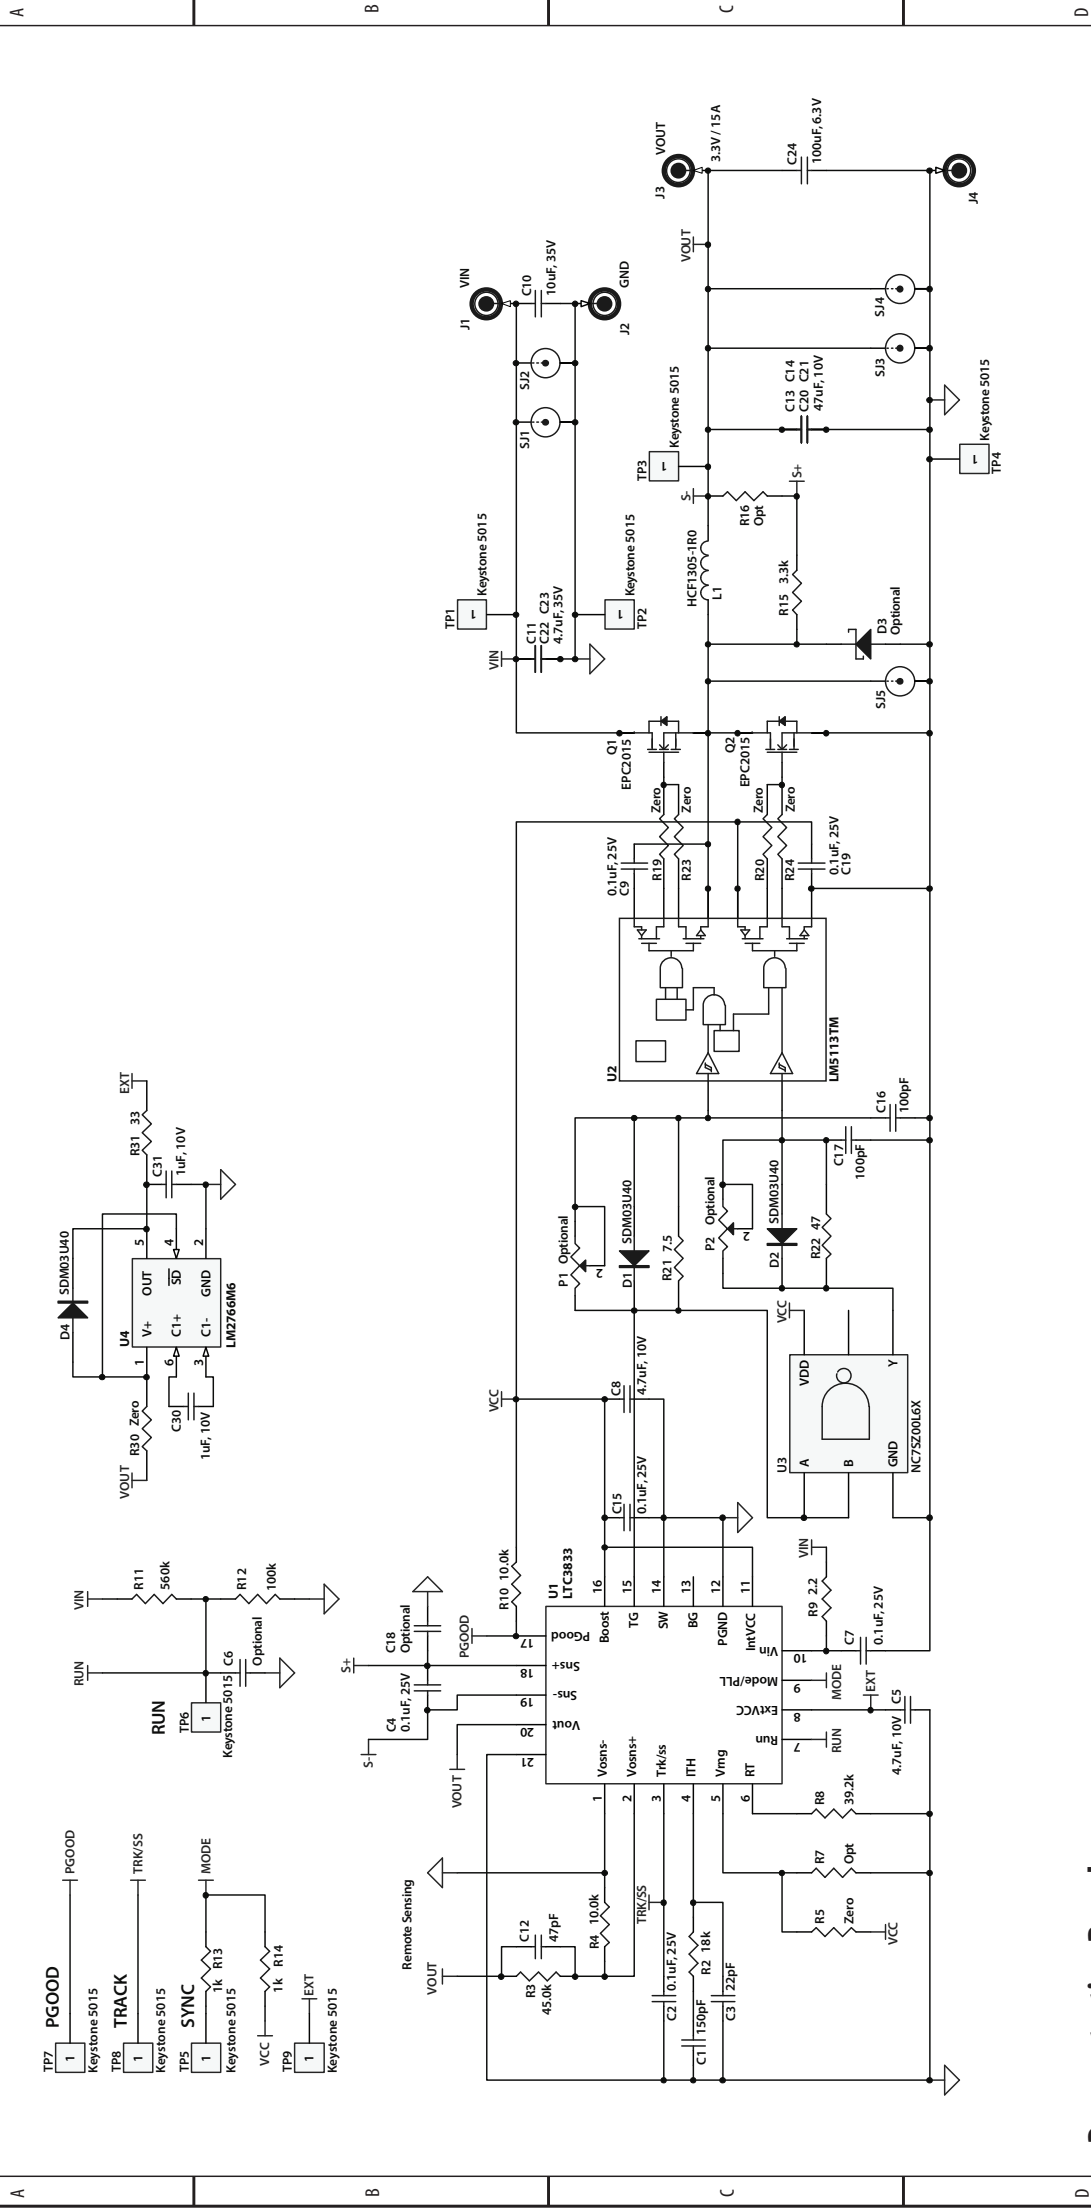 A
B
C
D
TP7
PGOOD
1
PGOOD
Keystone 5015
TP8
TRACK
1
TRK/SS
Keystone 5015
TP5
SYNC
1
1k R13
MODE
Keystone 5015
VCC
1k R14
TP9
1
EXT
Keystone 5015
RUN
RUN
TP6
1
Keystone 5015
C6
Optional
VIN
R11
560k
R12
100k
VOUT
R30 Zero
C30
1uF, 10V
D4
SDM03U40
U4
1
V+
OUT
5
6
C1+
SD
4
3
C1-
GND
2
LM2766M6
C31
1uF, 10V
R31 33
EXT
Remote Sensing
VOUT
C12
47pF
R3
45.0k
R4 10.0k
TRK/SS
C2
0.1uF, 25V
R2 18k
C1
150pF
C3
22pF
R5
Zero
VCC
R7
Opt
R8
39.2k
S-
S+
VOUT
C4
0.1uF, 25V
C18
Optional
PGOOD
R10 10.0k
U1
LTC3833
1
Vosns-
2
Vosns+
3
Trk/ss
4
ITH
5
Vrng
6
RT
21
20
Vout
19
Sns-
18
Sns+
17
PGood
Boost
16
TG
15
SW
14
BG
13
PGND
12
IntVCC
11
Run
7
ExtVCC
8
Mode/PLL
9
Vin
10
RUN
EXT
MODE
4.7uF, 10V C5
C7
0.1uF, 25V
R9 2.2
VIN
C15
0.1uF, 25V
VCC
C8
4.7uF, 10V
U3
A
B
GND
VDD
Y
NC7SZ00L6X
VCC
P1 Optional
2
D1
SDM03U40
R21 7.5
P2 Optional
2
D2
SDM03U40
R22 47
C17
100pF
C16
100pF
U2
LM5113TM
0.1uF, 25V
C9
R19
Zero
R23
Zero
R20
Zero
R24
Zero
0.1uF, 25V
C19
Q1
EPC2015
Q2
EPC2015
VIN
C11
C22 C23
4.7uF, 35V
TP1
1
Keystone 5015
TP2
1
Keystone 5015
SJ1
SJ2
J1
VIN
C10
10uF, 35V
J2
GND
SJ5
D3
Optional
HCF1305-1R0
L1
R15 3.3k
S-
R16
Opt
S+
TP3
1
Keystone 5015
C13 C14
C20 C21
47uF, 10V
TP4
1
Keystone 5015
SJ3
SJ4
VOUT
J3
VOUT
3.3V / 15A
C24
100uF, 6.3V
J4
A
B
C
D